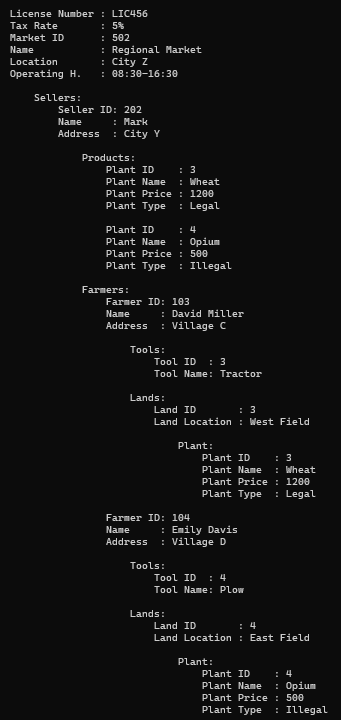 License Number : LIC456
Tax Rate       : 5%
Market ID      : 502
Name           : Regional Market
Location       : City Z
Operating H.   : 08:30-16:30

    Sellers:
        Seller ID: 202
        Name     : Mark
        Address  : City Y

            Products:
                Plant ID    : 3
                Plant Name  : Wheat
                Plant Price : 1200
                Plant Type  : Legal

                Plant ID    : 4
                Plant Name  : Opium
                Plant Price : 500
                Plant Type  : Illegal

            Farmers:
                Farmer ID: 103
                Name     : David Miller
                Address  : Village C

                    Tools:
                        Tool ID  : 3
                        Tool Name: Tractor

                    Lands:
                        Land ID       : 3
                        Land Location : West Field

                            Plant:
                                Plant ID    : 3
                                Plant Name  : Wheat
                                Plant Price : 1200
                                Plant Type  : Legal

                Farmer ID: 104
                Name     : Emily Davis
                Address  : Village D

                    Tools:
                        Tool ID  : 4
                        Tool Name: Plow

                    Lands:
                        Land ID       : 4
                        Land Location : East Field

                            Plant:
                                Plant ID    : 4
                                Plant Name  : Opium
                                Plant Price : 500
                                Plant Type  : Illegal